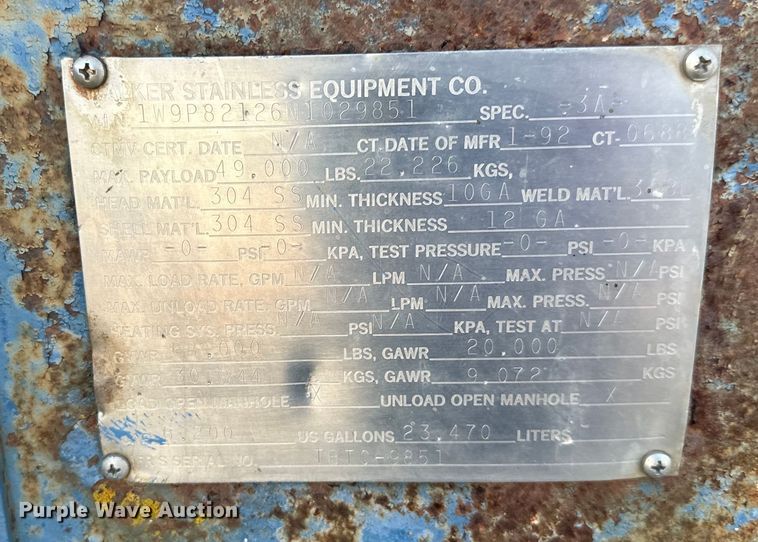 STAINLESS EQUIPMENT CO.
1W9P82126N1029851 SPEC. -3A-
CERT. DATE N/A CT. DATE OF MFR 1-92 CT-
MAX. PAYLOAD 49,000 LBS. 22,226 KGS,
HEAD MAT'L. 304 SS MIN. THICKNESS 10GA WELD MAT'L.
SHELL MAT'L. 304 SS MIN. THICKNESS 12 GA
-0- PSI -0- KPA, TEST PRESSURE -0- PSI -0- KPA
MAX. LOAD RATE, GPM N/A LPM N/A MAX. PRESS N/A PSI
MAX. UNLOAD RATE, GPM N/A LPM N/A MAX. PRESS. N/A PSI
SYS. PRESS. N/A PSI N/A KPA, TEST AT N/A PSI
LBS, GAWR 20,000 LBS
KGS, GAWR 9,072 KGS
OPEN MANHOLE X UNLOAD OPEN MANHOLE X
US GALLONS 23,470 LITERS
SERIAL NO. -9851
Purple Wave Auction